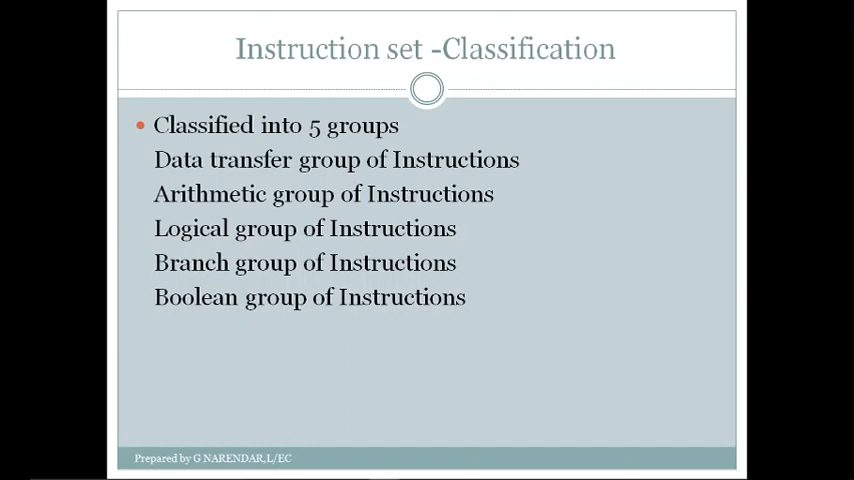 Instruction set -Classification
Classified into 5 groups
Data transfer group of Instructions
Arithmetic group of Instructions
Logical group of Instructions
Branch group of Instructions
Boolean group of Instructions
Prepared by G NARENDAR,L/EC